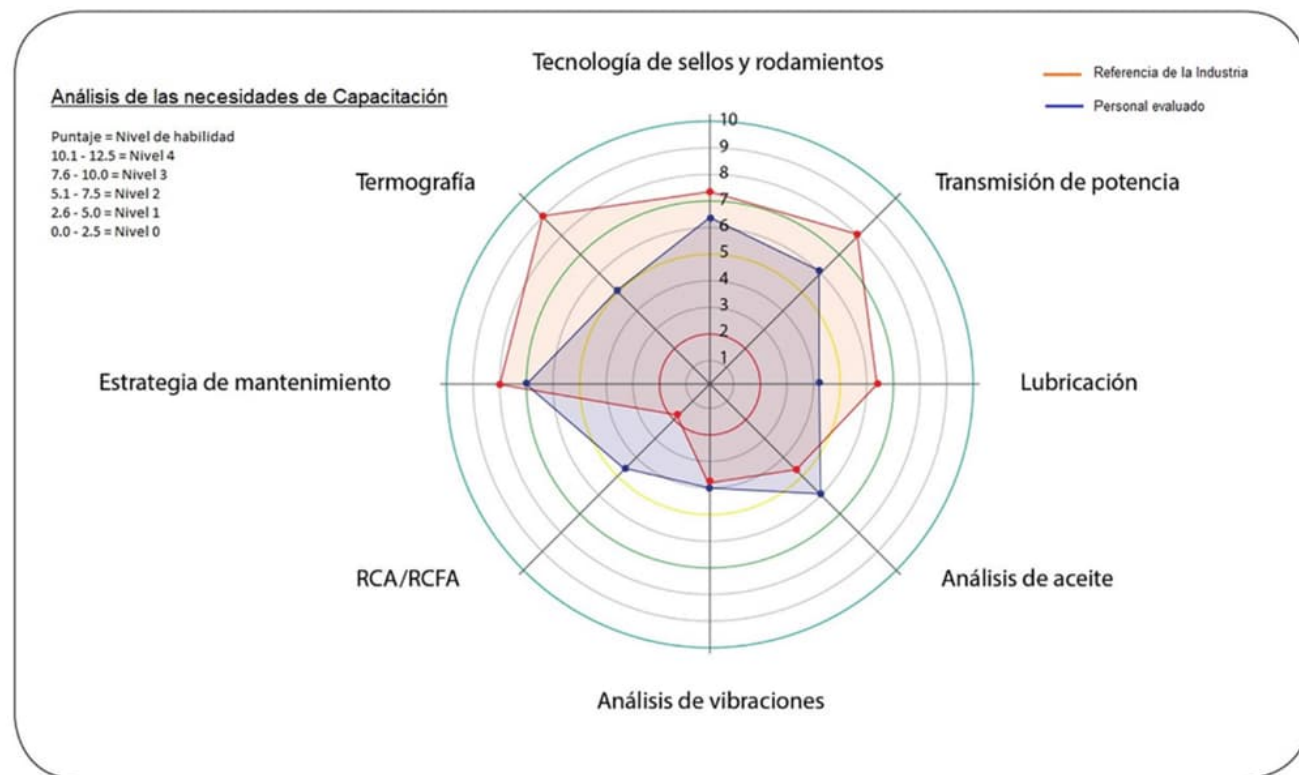 Tecnología de sellos y rodamientos
Referencia de la Industria
Personal evaluado
Análisis de las necesidades de Capacitación
Puntaje = Nivel de habilidad
10.1 - 12.5 = Nivel 4
7.6 - 10.0 = Nivel 3
5.1 - 7.5 = Nivel 2
2.6 - 5.0 = Nivel 1
0.0 - 2.5 = Nivel 0
10
9
8
7
6
5
4
3
2
1
Termografía
Transmisión de potencia
Estrategia de mantenimiento
Lubricación
RCA/RCFA
Análisis de aceite
Análisis de vibraciones